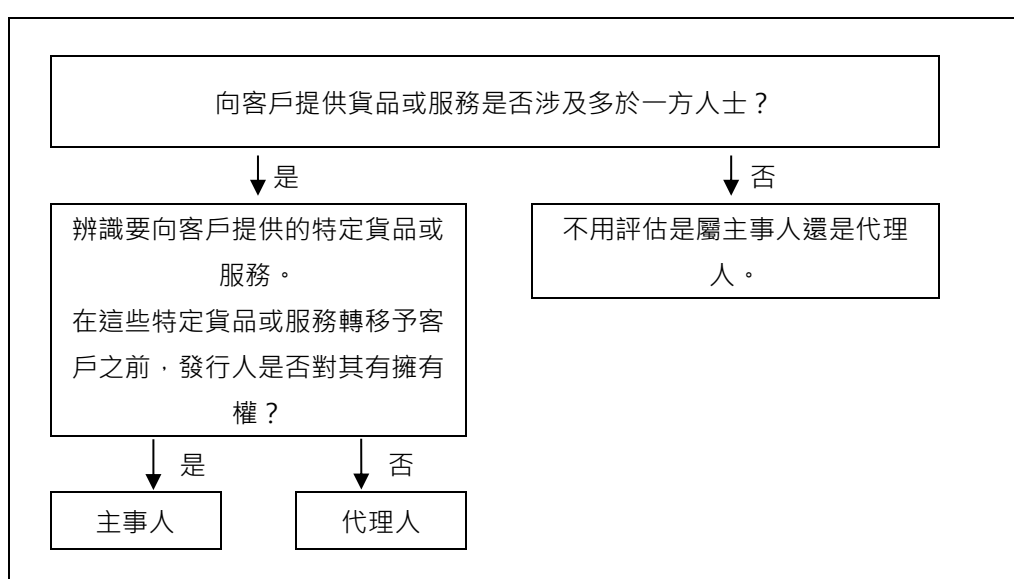 向客戶提供貨品或服務是否涉及多於一方人士？
是
否
辨識要向客戶提供的特定貨品或
服務。
在這些特定貨品或服務轉移予客
戶之前，發行人是否對其有擁有
權？
不用評估是屬主事人還是代理
人。
是
否
主事人
代理人